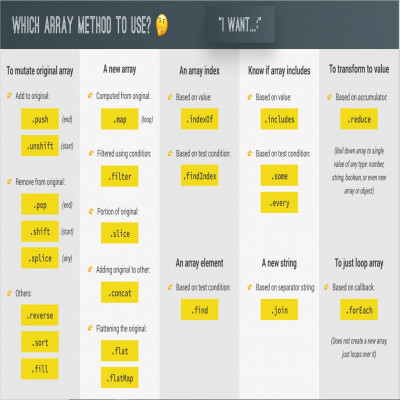 WHICH ARRAY METHOD TO USE? 🤔
"I WANT...:"
To mutate original array
👉 Add to original:
.push (end)
.unshift (start)
👉 Remove from original:
.pop (end)
.shift (start)
.splice (any)
👉 Others:
.reverse
.sort
.fill
A new array
👉 Computed from original:
.map (loop)
👉 Filtered using condition:
.filter
👉 Portion of original:
.slice
👉 Adding original to other:
.concat
👉 Flattening the original:
.flat
.flatMap
An array index
👉 Based on value:
.indexOf
👉 Based on test condition:
.findIndex
An array element
👉 Based on test condition:
.find
Know if array includes
👉 Based on value:
.includes
👉 Based on test condition:
.some
.every
A new string
👉 Based on separator string:
.join
To transform to value
👉 Based on accumulator:
.reduce
(Boil down array to single
value of any type: number,
string, boolean, or even new
array or object)
To just loop array
👉 Based on callback:
.forEach
(Does not create a new array,
just loops over it)